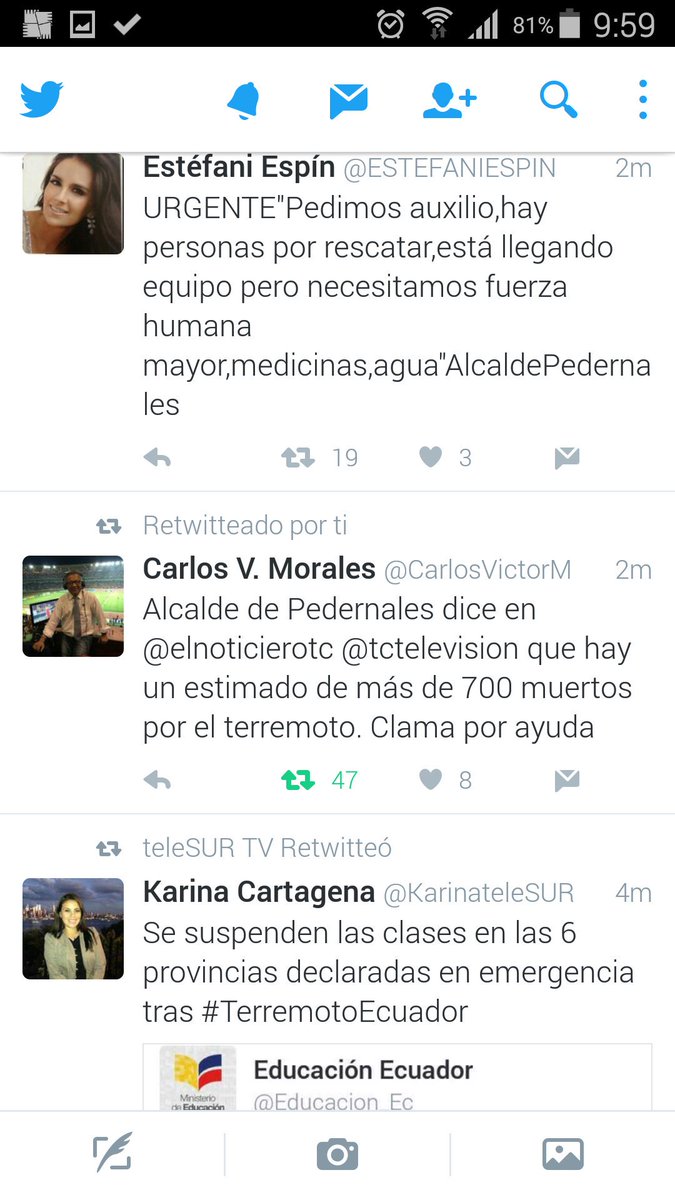 81% 9:59
Estéfani Espín @ESTEFANIESPIN 2m
URGENTE"Pedimos auxilio,hay
personas por rescatar,está llegando
equipo pero necesitamos fuerza
humana
mayor,medicinas,agua"AlcaldePederna
les
19 3
Retwitteado por ti
Carlos V. Morales @CarlosVictorM 2m
Alcalde de Pedernales dice en
@elnoticierotc @tctelevision que hay
un estimado de más de 700 muertos
por el terremoto. Clama por ayuda
47 8
teleSUR TV Retwitteó
Karina Cartagena @KarinateleSUR 4m
Se suspenden las clases en las 6
provincias declaradas en emergencia
tras #TerremotoEcuador
Educación Ecuador
@Educacion_Ec
Ministerio
de Educación